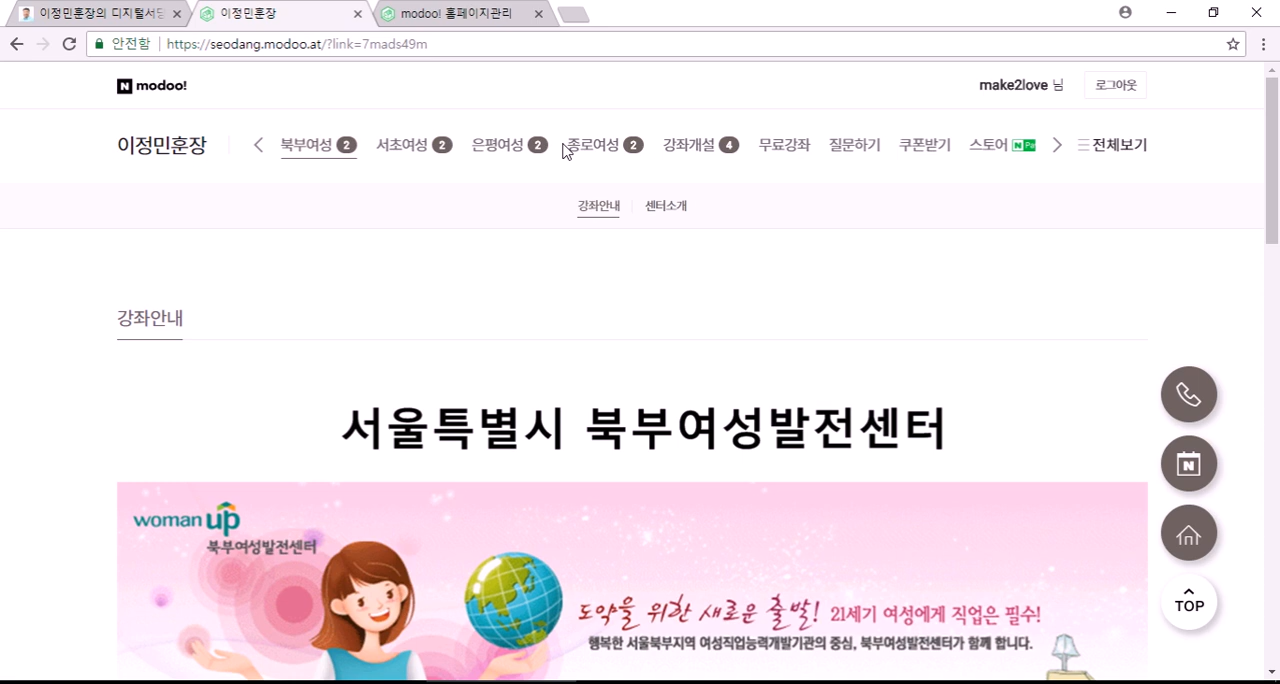 이정민훈장의 디지털서당
이정민훈장
modoo! 홈페이지관리
안전함
https://seodang.modoo.at/?link=7mads49m
N modoo!
make2love 님
로그아웃
이정민훈장
북부여성 2
서초여성 2
은평여성 2
종로여성 2
강좌개설 4
무료강좌
질문하기
쿠폰받기
스토어 N Pay
전체보기
강좌안내
센터소개
강좌안내
서울특별시 북부여성발전센터
woman up
북부여성발전센터
도약을 위한 새로운 출발! 21세기 여성에게 직업은 필수!
행복한 서울북부지역 여성직업능력개발기관의 중심, 북부여성발전센터가 함께 합니다.
N
TOP